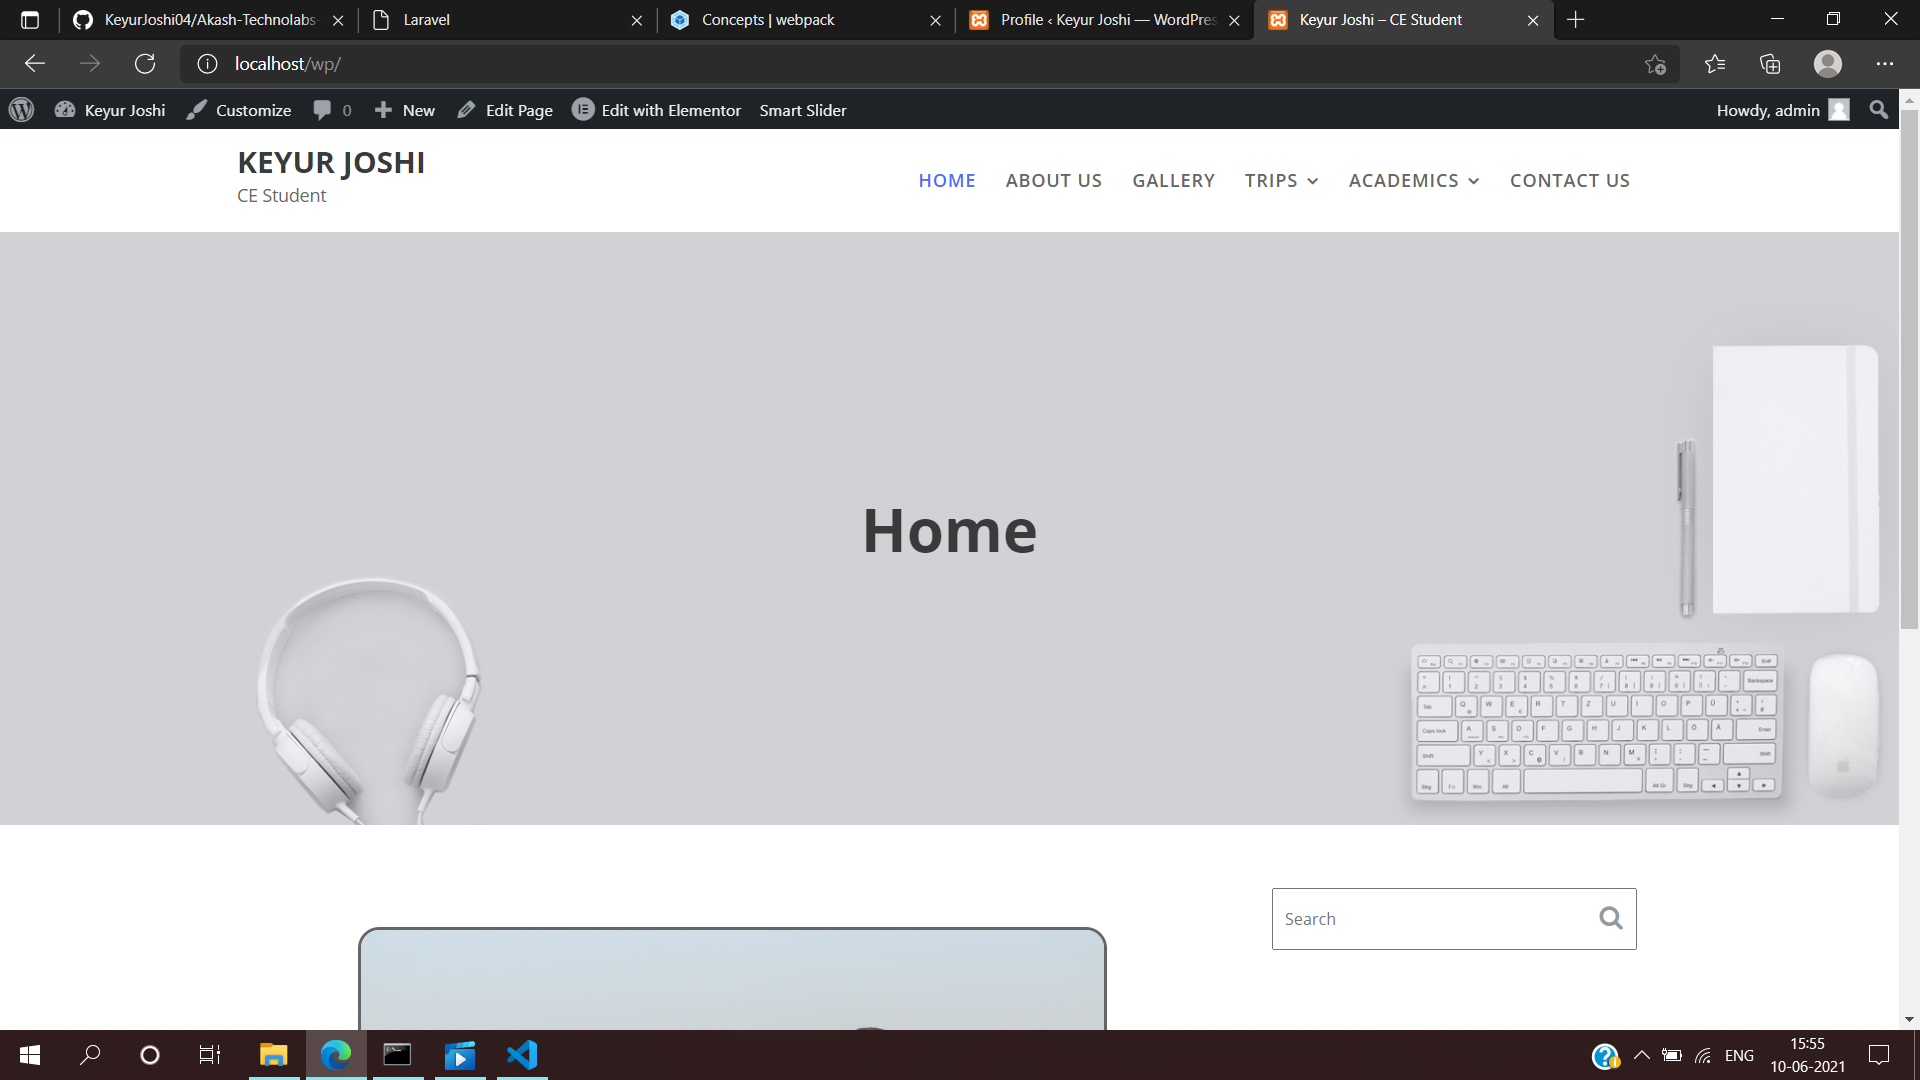 KeyurJoshi04/Akash-Technolabs-
Laravel
Concepts | webpack
Profile ‹ Keyur Joshi — WordPres
Keyur Joshi – CE Student
localhost/wp/
Keyur Joshi
Customize
0
New
Edit Page
Edit with Elementor
Smart Slider
Howdy, admin
KEYUR JOSHI
CE Student
HOME
ABOUT US
GALLERY
TRIPS
ACADEMICS
CONTACT US
Home
Search
ENG
15:55
10-06-2021